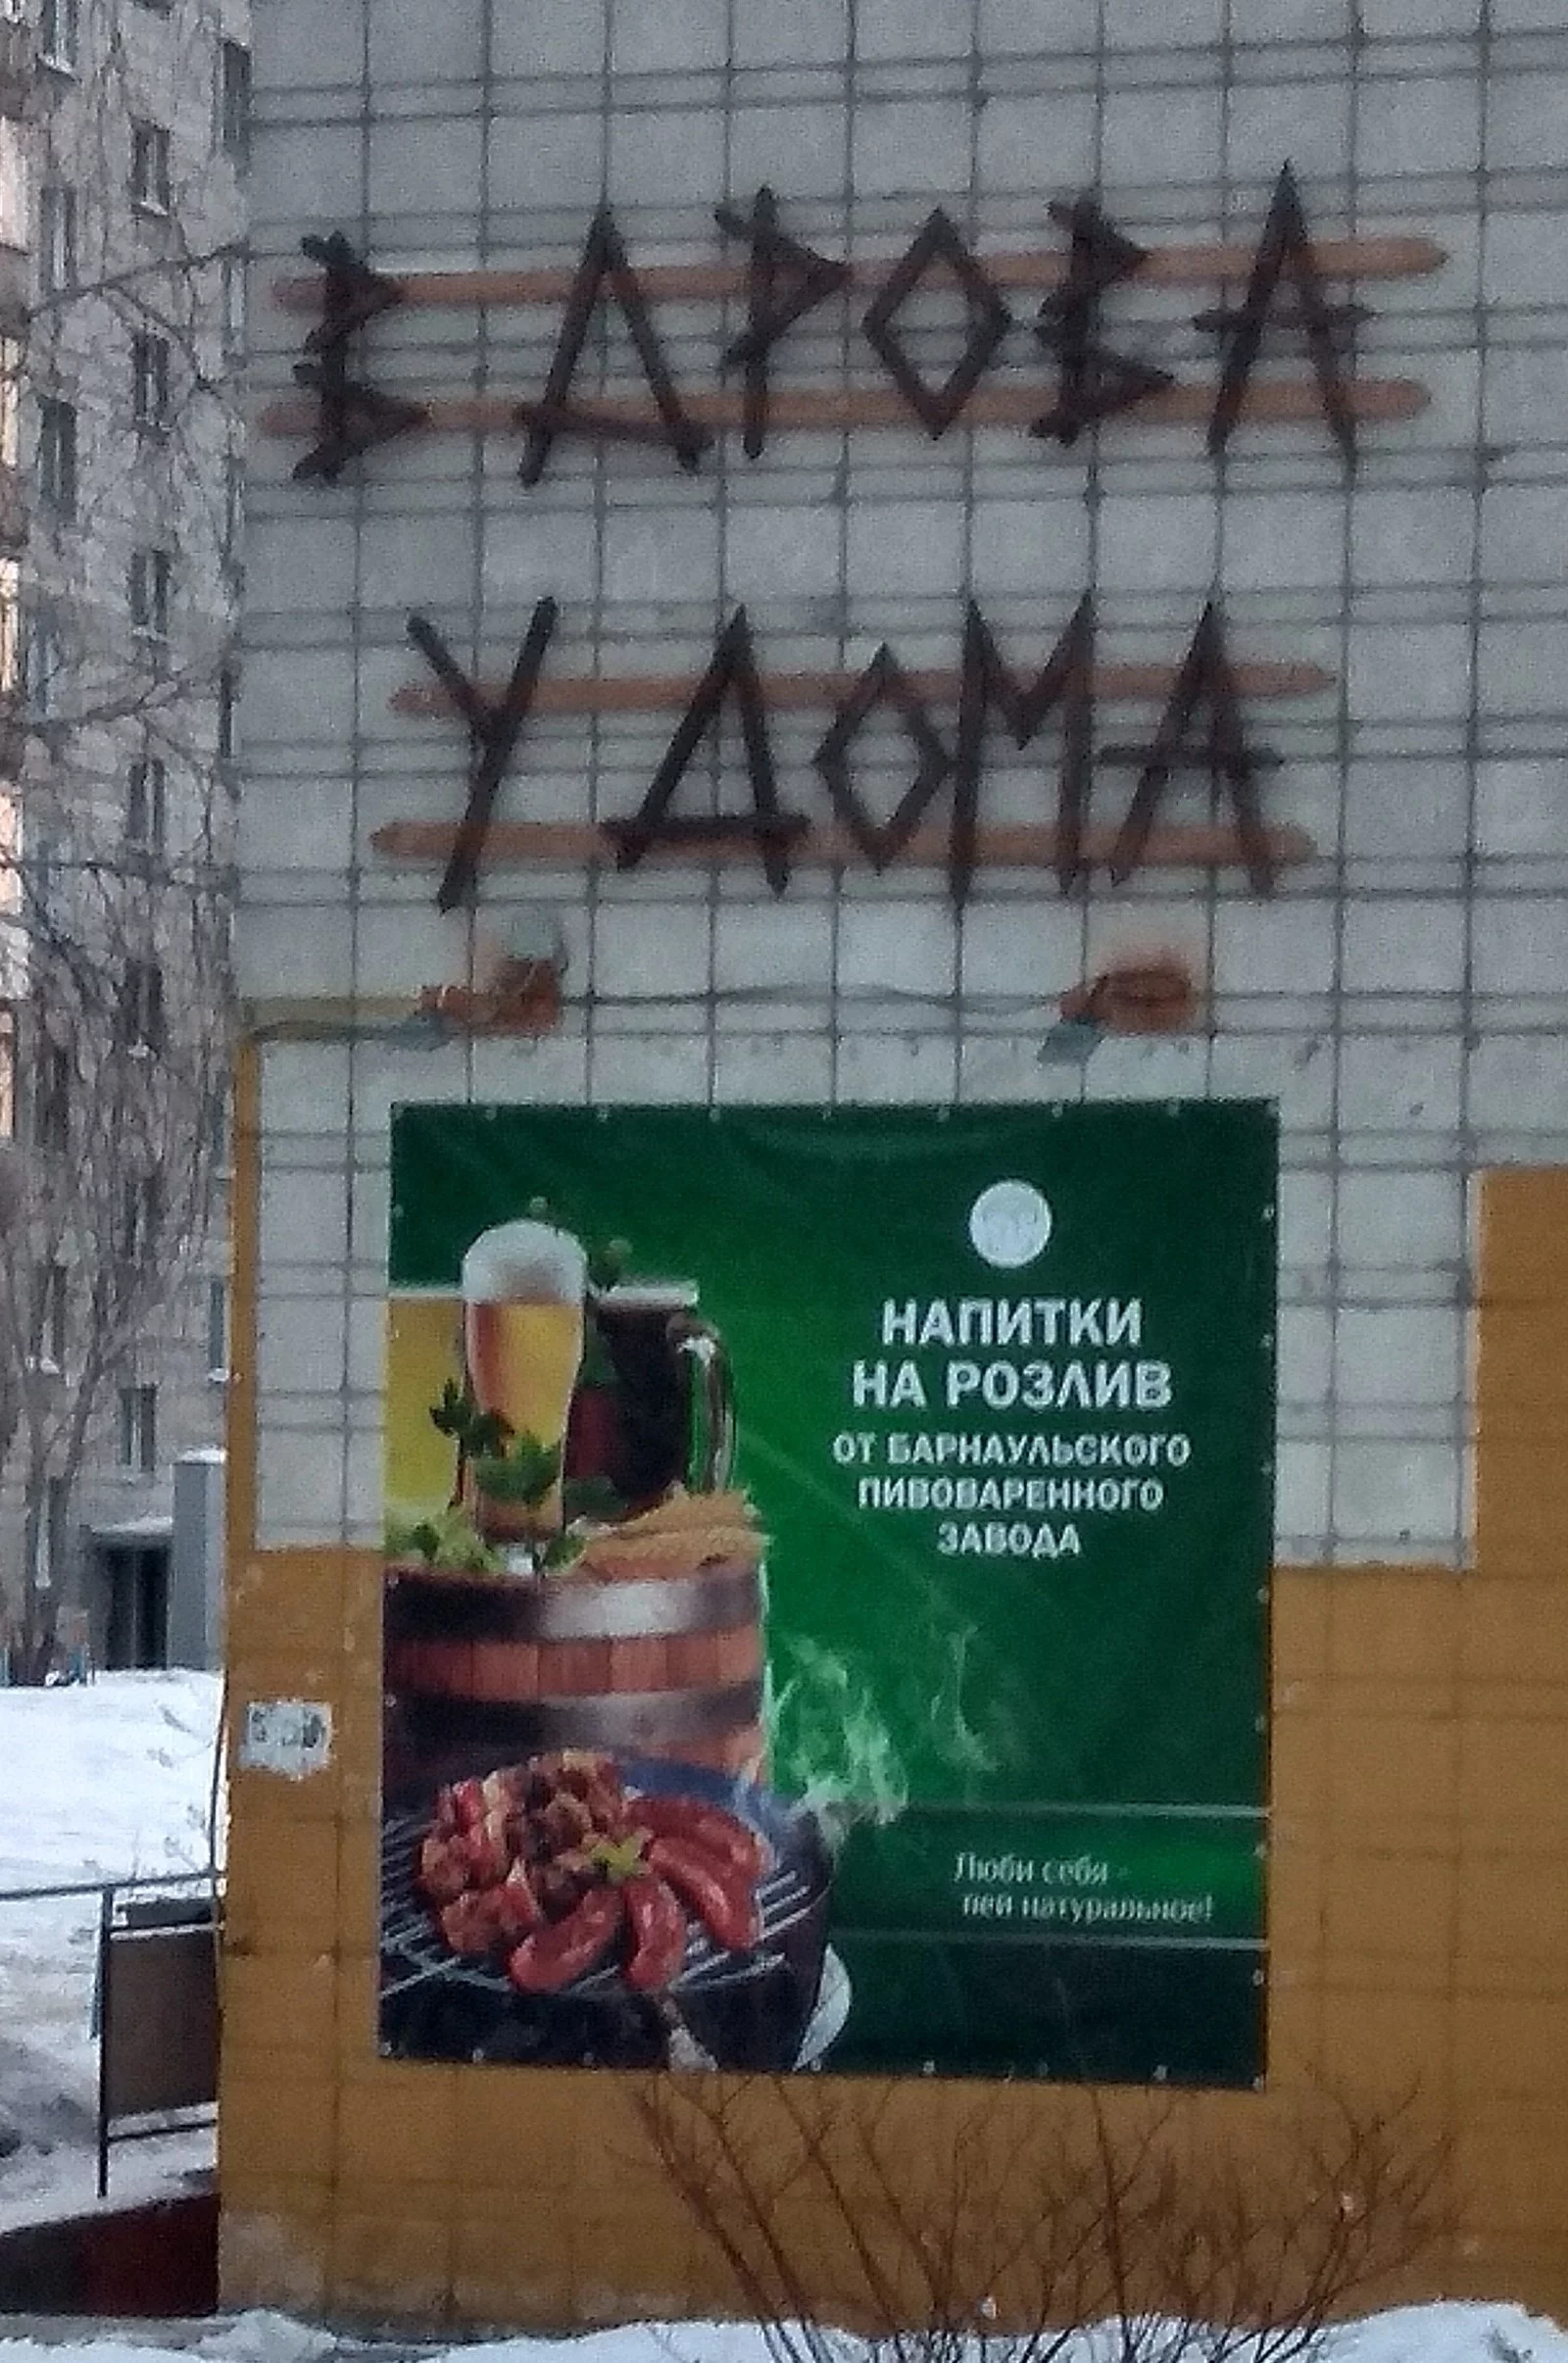 В ДРОВА
У ДОМА
НАПИТКИ
НА РОЗЛИВ
ОТ БАРНАУЛЬСКОГО
ПИВОВАРЕННОГО
ЗАВОДА
Люби себя -
пей натуральное!